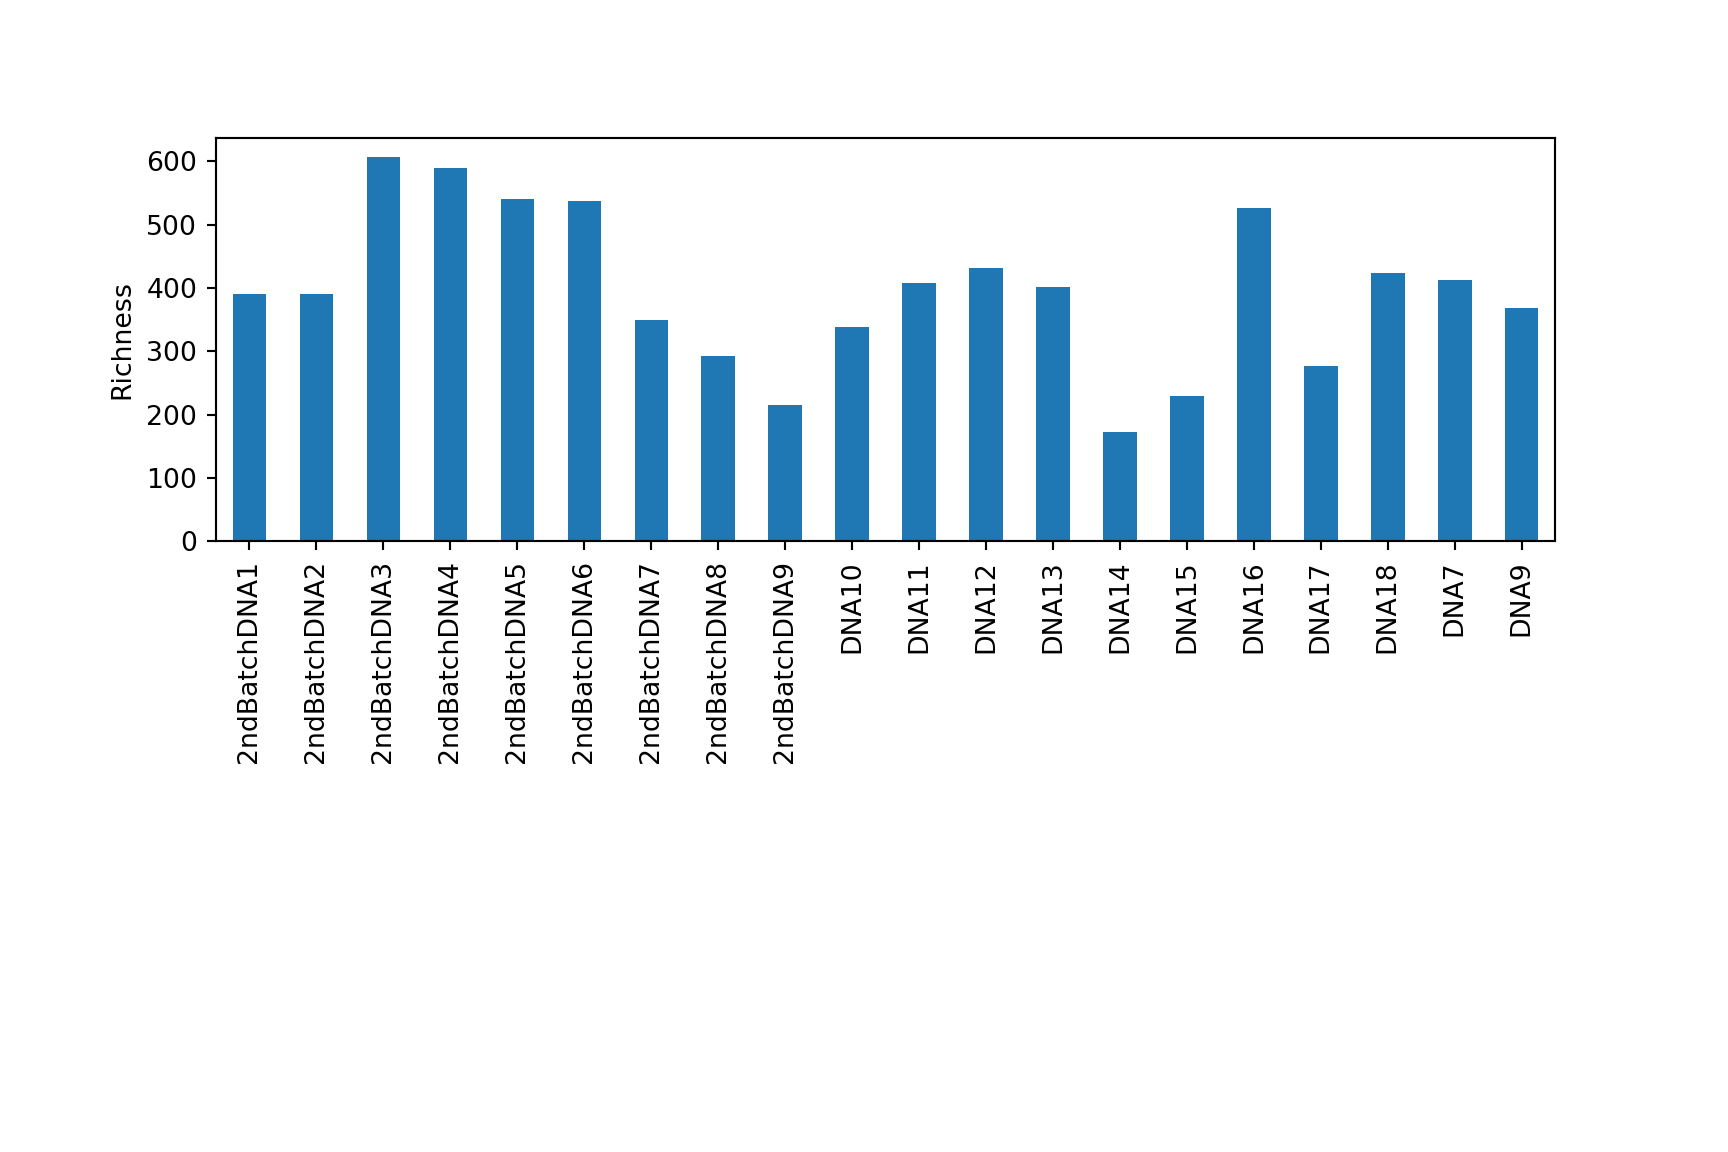 600
500
400
300
200
100
0
Richness
2ndBatchDNA1
2ndBatchDNA2
2ndBatchDNA3
2ndBatchDNA4
2ndBatchDNA5
2ndBatchDNA6
2ndBatchDNA7
2ndBatchDNA8
2ndBatchDNA9
DNA10
DNA11
DNA12
DNA13
DNA14
DNA15
DNA16
DNA17
DNA18
DNA7
DNA9